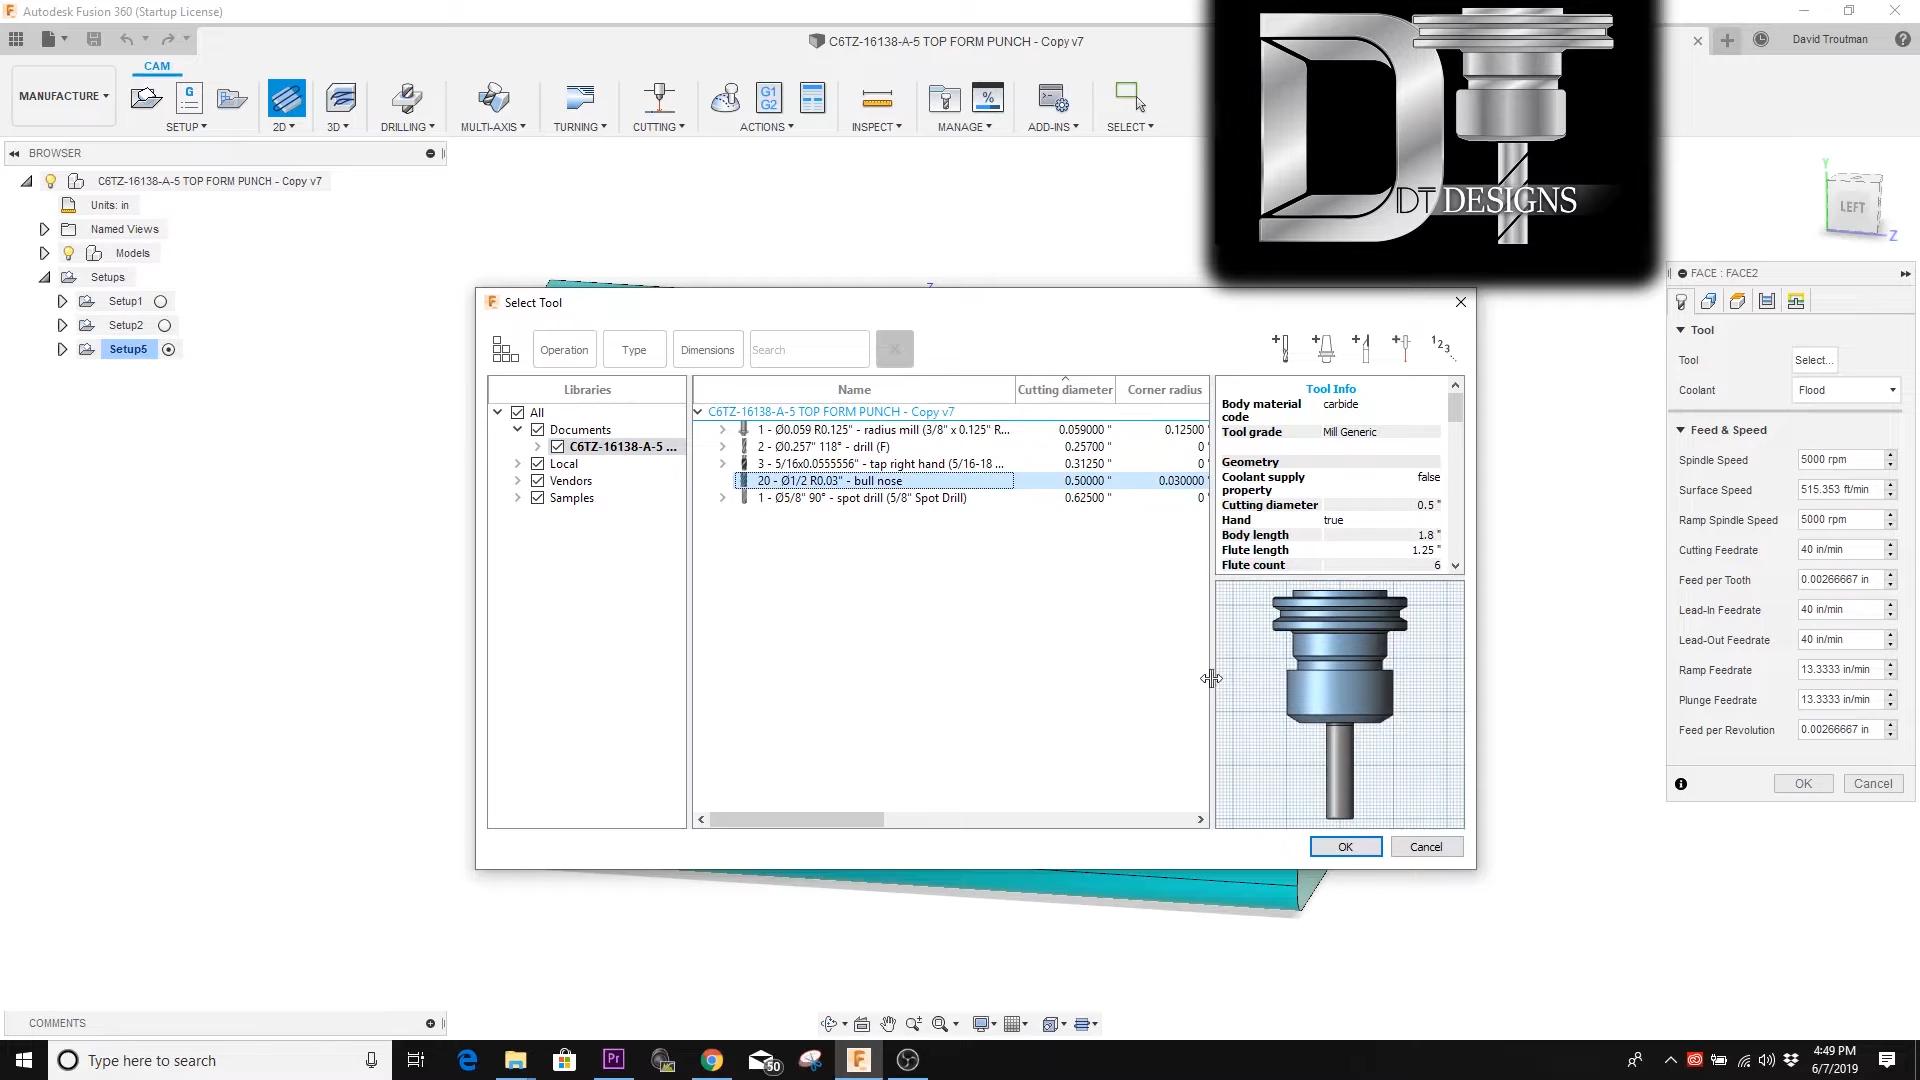 Autodesk Fusion 360 (Startup License)
C6TZ-16138-A-5 TOP FORM PUNCH - Copy v7
David Troutman
MANUFACTURE
CAM
SETUP
2D
3D
DRILLING
MULTI-AXIS
TURNING
CUTTING
G1
G2
ACTIONS
INSPECT
MANAGE
ADD-INS
SELECT
DT DESIGNS
BROWSER
C6TZ-16138-A-5 TOP FORM PUNCH - Copy v7
Units: in
Named Views
Models
Setups
Setup1
Setup2
Setup5
Y
LEFT
Z
Z
Select Tool
Operation
Type
Dimensions
Search
Libraries
All
Documents
C6TZ-16138-A-5 ...
Local
Vendors
Samples
Name Cutting diameter Corner radius
C6TZ-16138-A-5 TOP FORM PUNCH - Copy v7
1 - Ø0.059 R0.125" - radius mill (3/8" x 0.125" R... 0.059000 " 0.12500
2 - Ø0.257" 118° - drill (F) 0.25700 " 0
3 - 5/16x0.0555556" - tap right hand (5/16-18 ... 0.31250 " 0
20 - Ø1/2 R0.03" - bull nose 0.50000 " 0.030000
1 - Ø5/8" 90° - spot drill (5/8" Spot Drill) 0.62500 " 0
Tool Info
Body material code carbide
Tool grade Mill Generic
Geometry
Coolant supply property false
Cutting diameter 0.5 "
Hand true
Body length 1.8 "
Flute length 1.25 "
Flute count 6
OK
Cancel
FACE : FACE2
Tool
Tool Select...
Coolant Flood
Feed & Speed
Spindle Speed 5000 rpm
Surface Speed 515.353 ft/min
Ramp Spindle Speed 5000 rpm
Cutting Feedrate 40 in/min
Feed per Tooth 0.00266667 in
Lead-In Feedrate 40 in/min
Lead-Out Feedrate 40 in/min
Ramp Feedrate 13.3333 in/min
Plunge Feedrate 13.3333 in/min
Feed per Revolution 0.00266667 in
OK
Cancel
COMMENTS
Type here to search
Pr
50
4:49 PM
6/7/2019